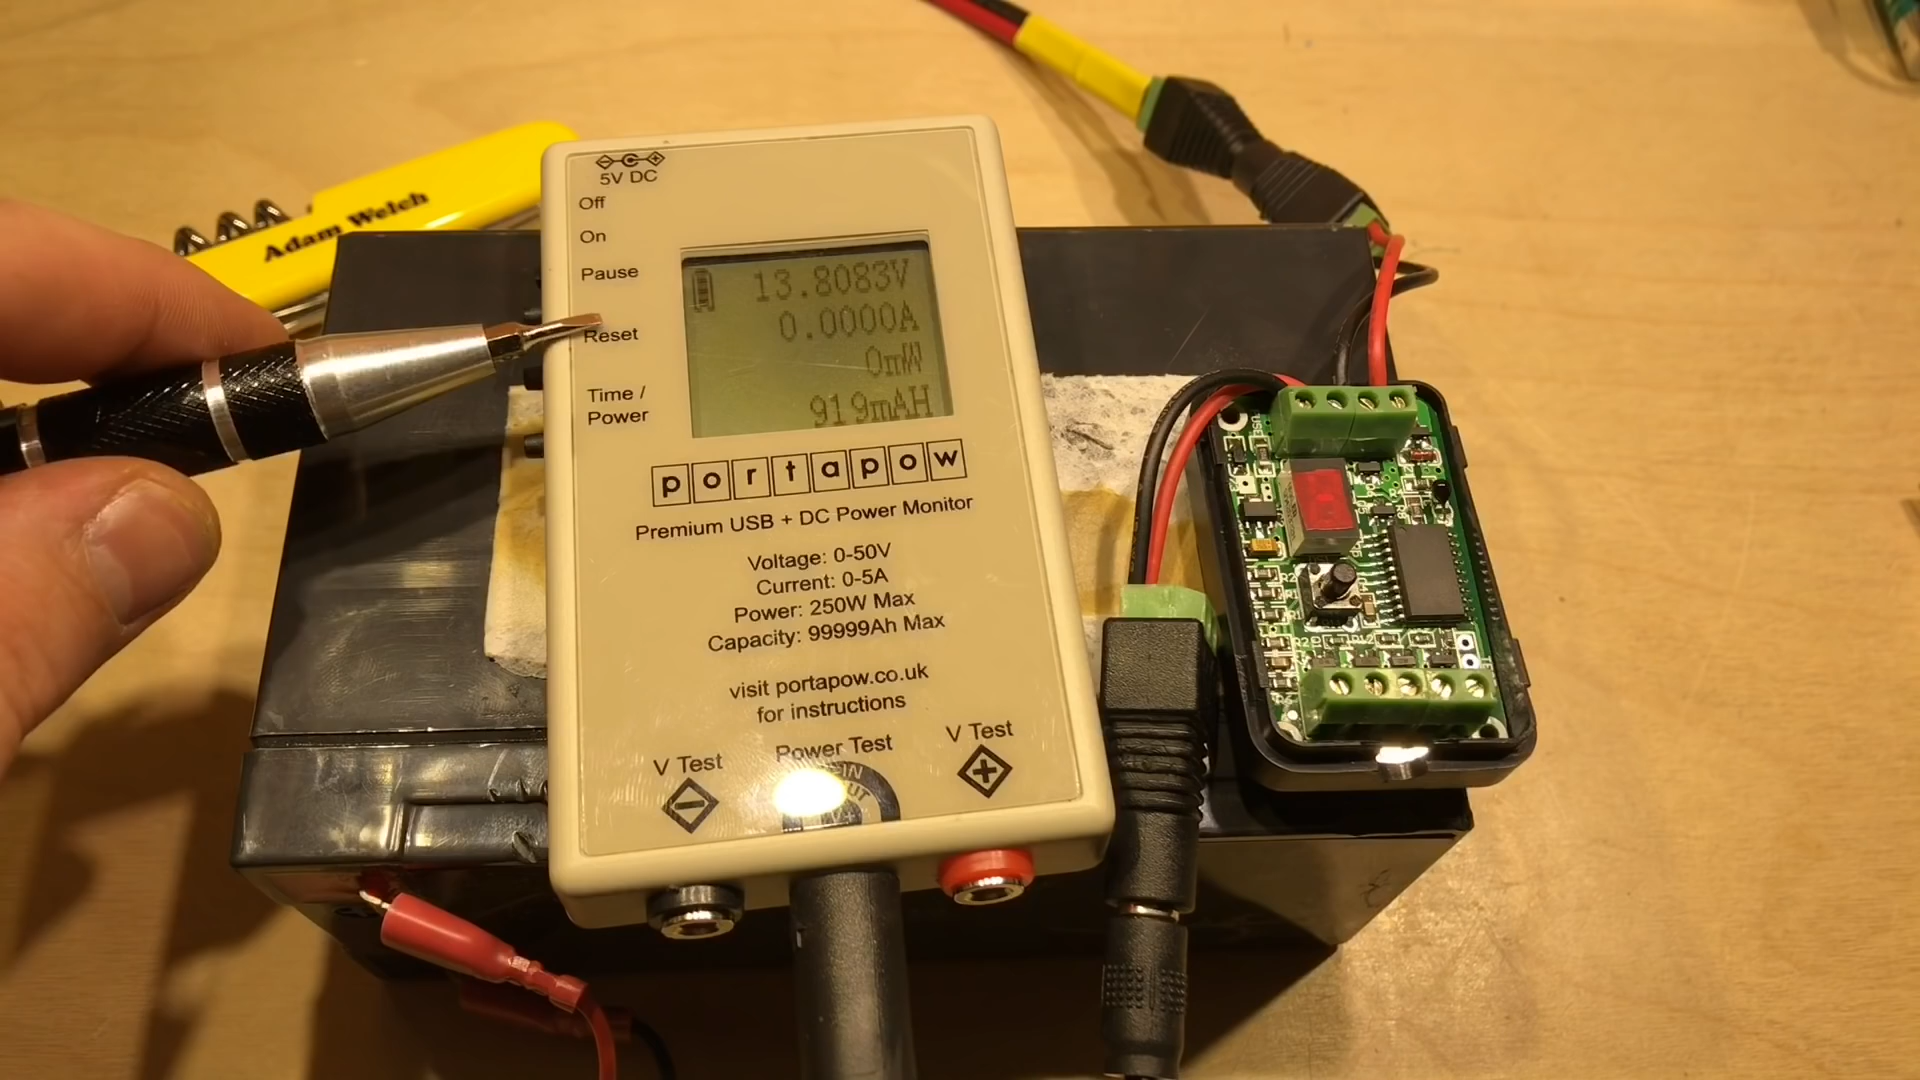 Adam Welch
5V DC
Off
On
Pause
Reset
Time /
Power
13.8083V
0.0000A
0mW
919mAH
portapow
Premium USB + DC Power Monitor
Voltage: 0-50V
Current: 0-5A
Power: 250W Max
Capacity: 99999Ah Max
visit portapow.co.uk
for instructions
V Test
Power Test
V Test
IN
OUT